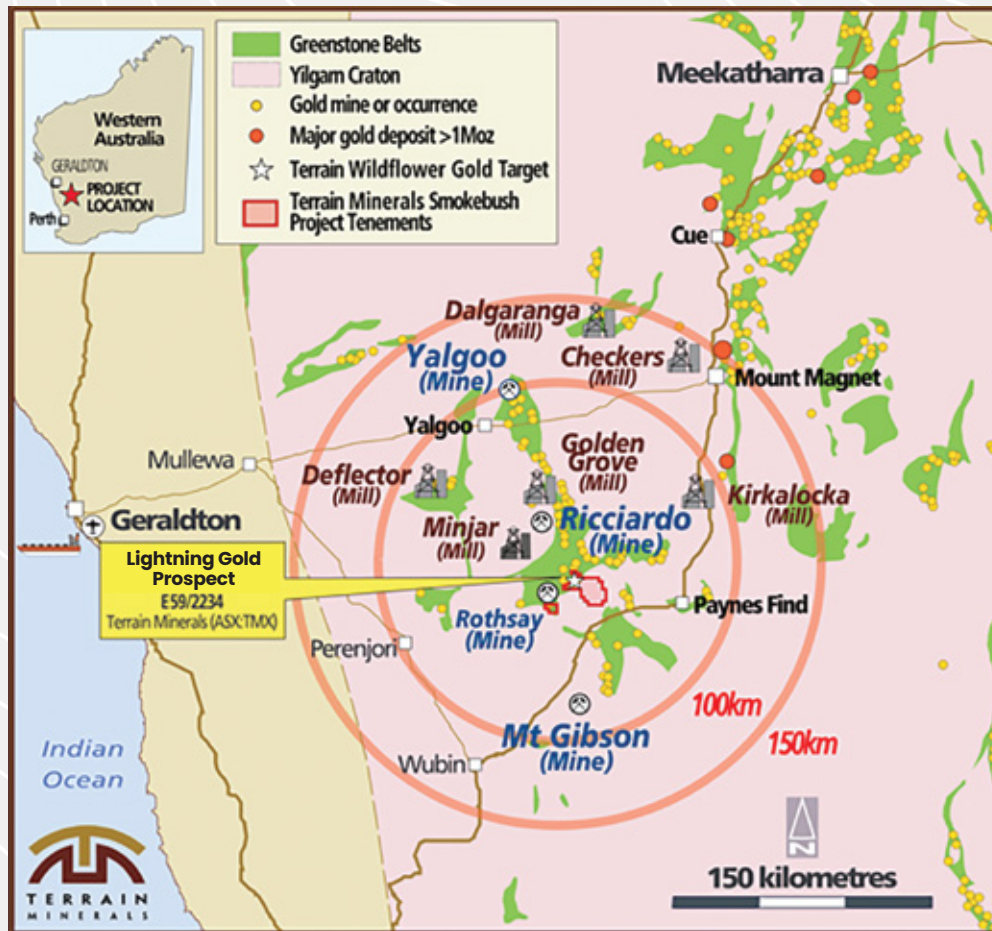 Western
Australia
GERALDTON
PROJECT
LOCATION
Perth
Greenstone Belts
Yilgarn Craton
Gold mine or occurrence
Major gold deposit >1Moz
Terrain Wildflower Gold Target
Terrain Minerals Smokebush
Project Tenements
Meekatharra
Cue
Dalgaranga
(Mill)
Checkers
(Mill)
Yalgoo
(Mine)
Mount Magnet
Yalgoo
Mullewa
Golden
Grove
(Mill)
Deflector
(Mill)
Kirkalocka
(Mill)
Geraldton
Minjar
(Mill)
Ricciardo
(Mine)
Lightning Gold
Prospect
E59/2234
Terrain Minerals (ASX:TMX)
Rothsay
(Mine)
Paynes Find
Perenjori
100km
150km
Mt Gibson
(Mine)
Indian
Ocean
Wubin
N
TERRAIN
MINERALS
150 kilometres